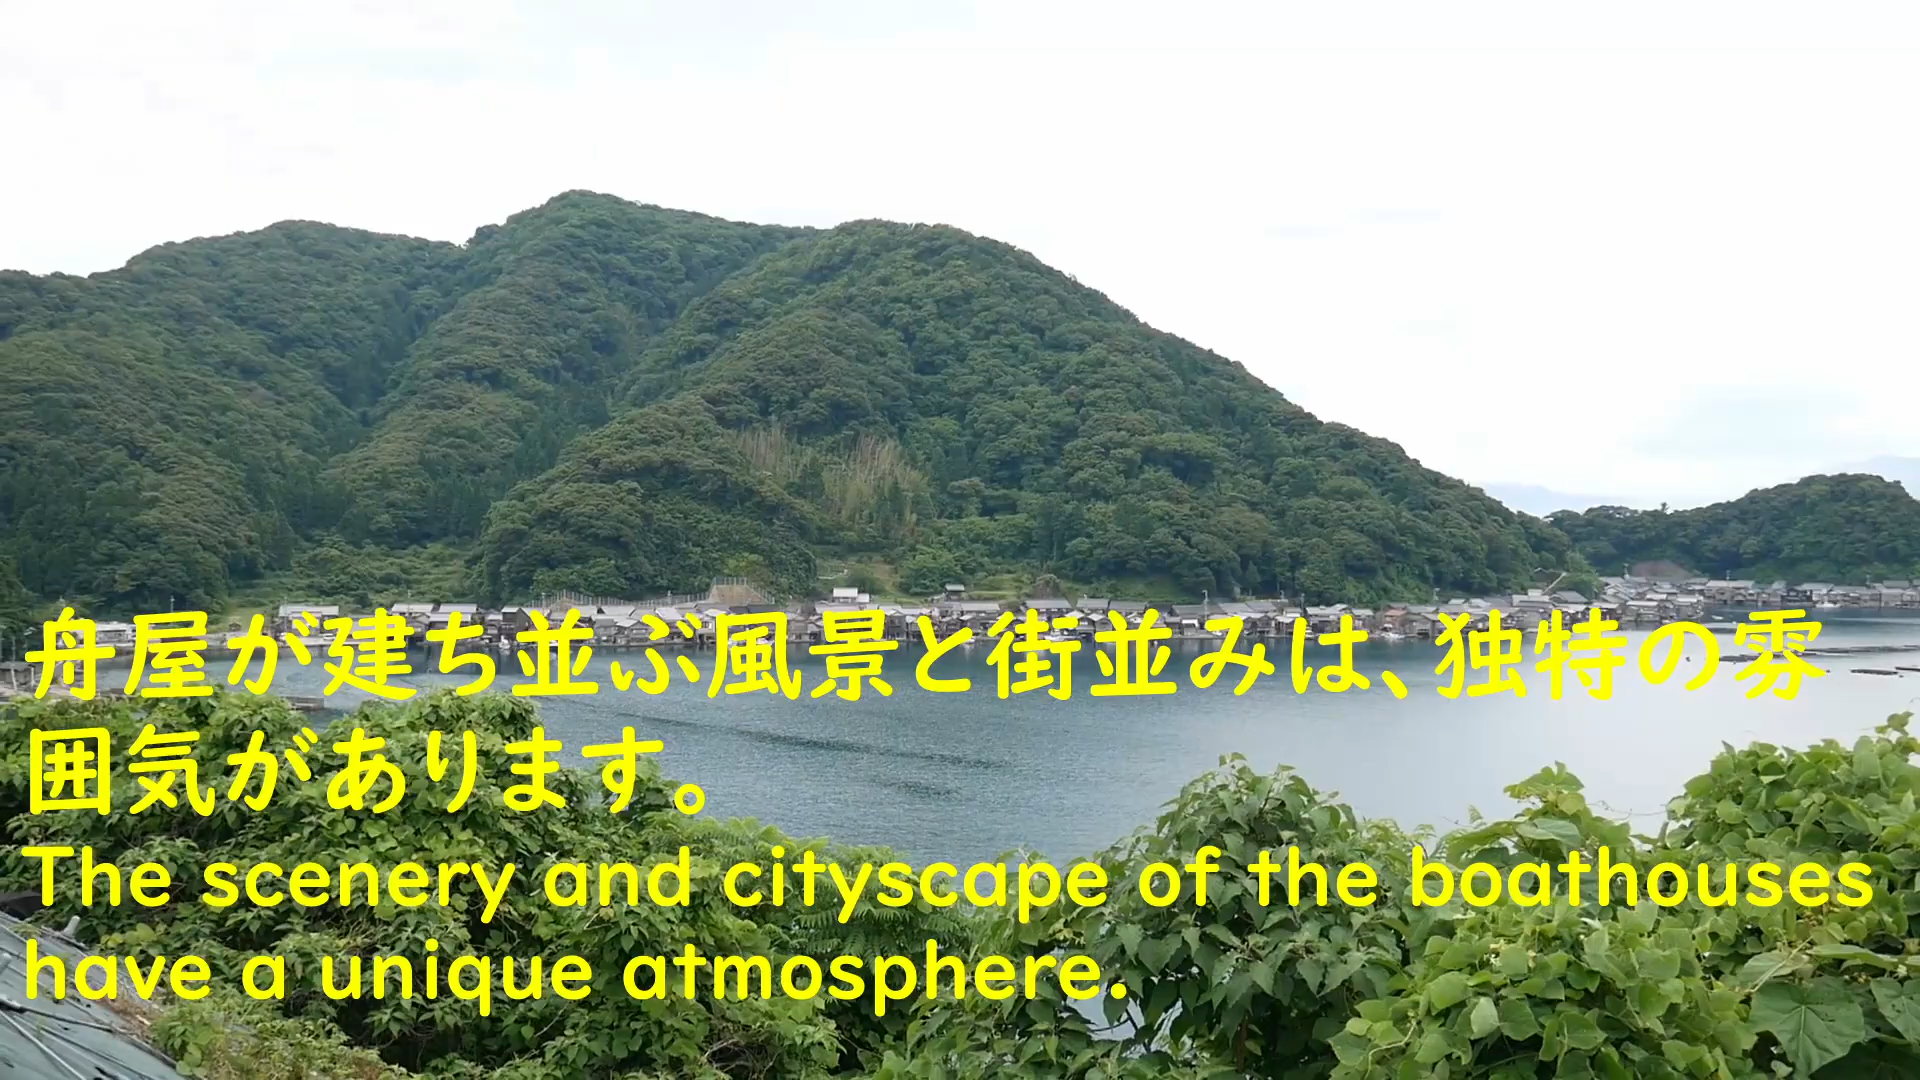 舟屋が建ち並ぶ風景と街並みは、独特の雰
囲気があります。
The scenery and cityscape of the boathouses
have a unique atmosphere.